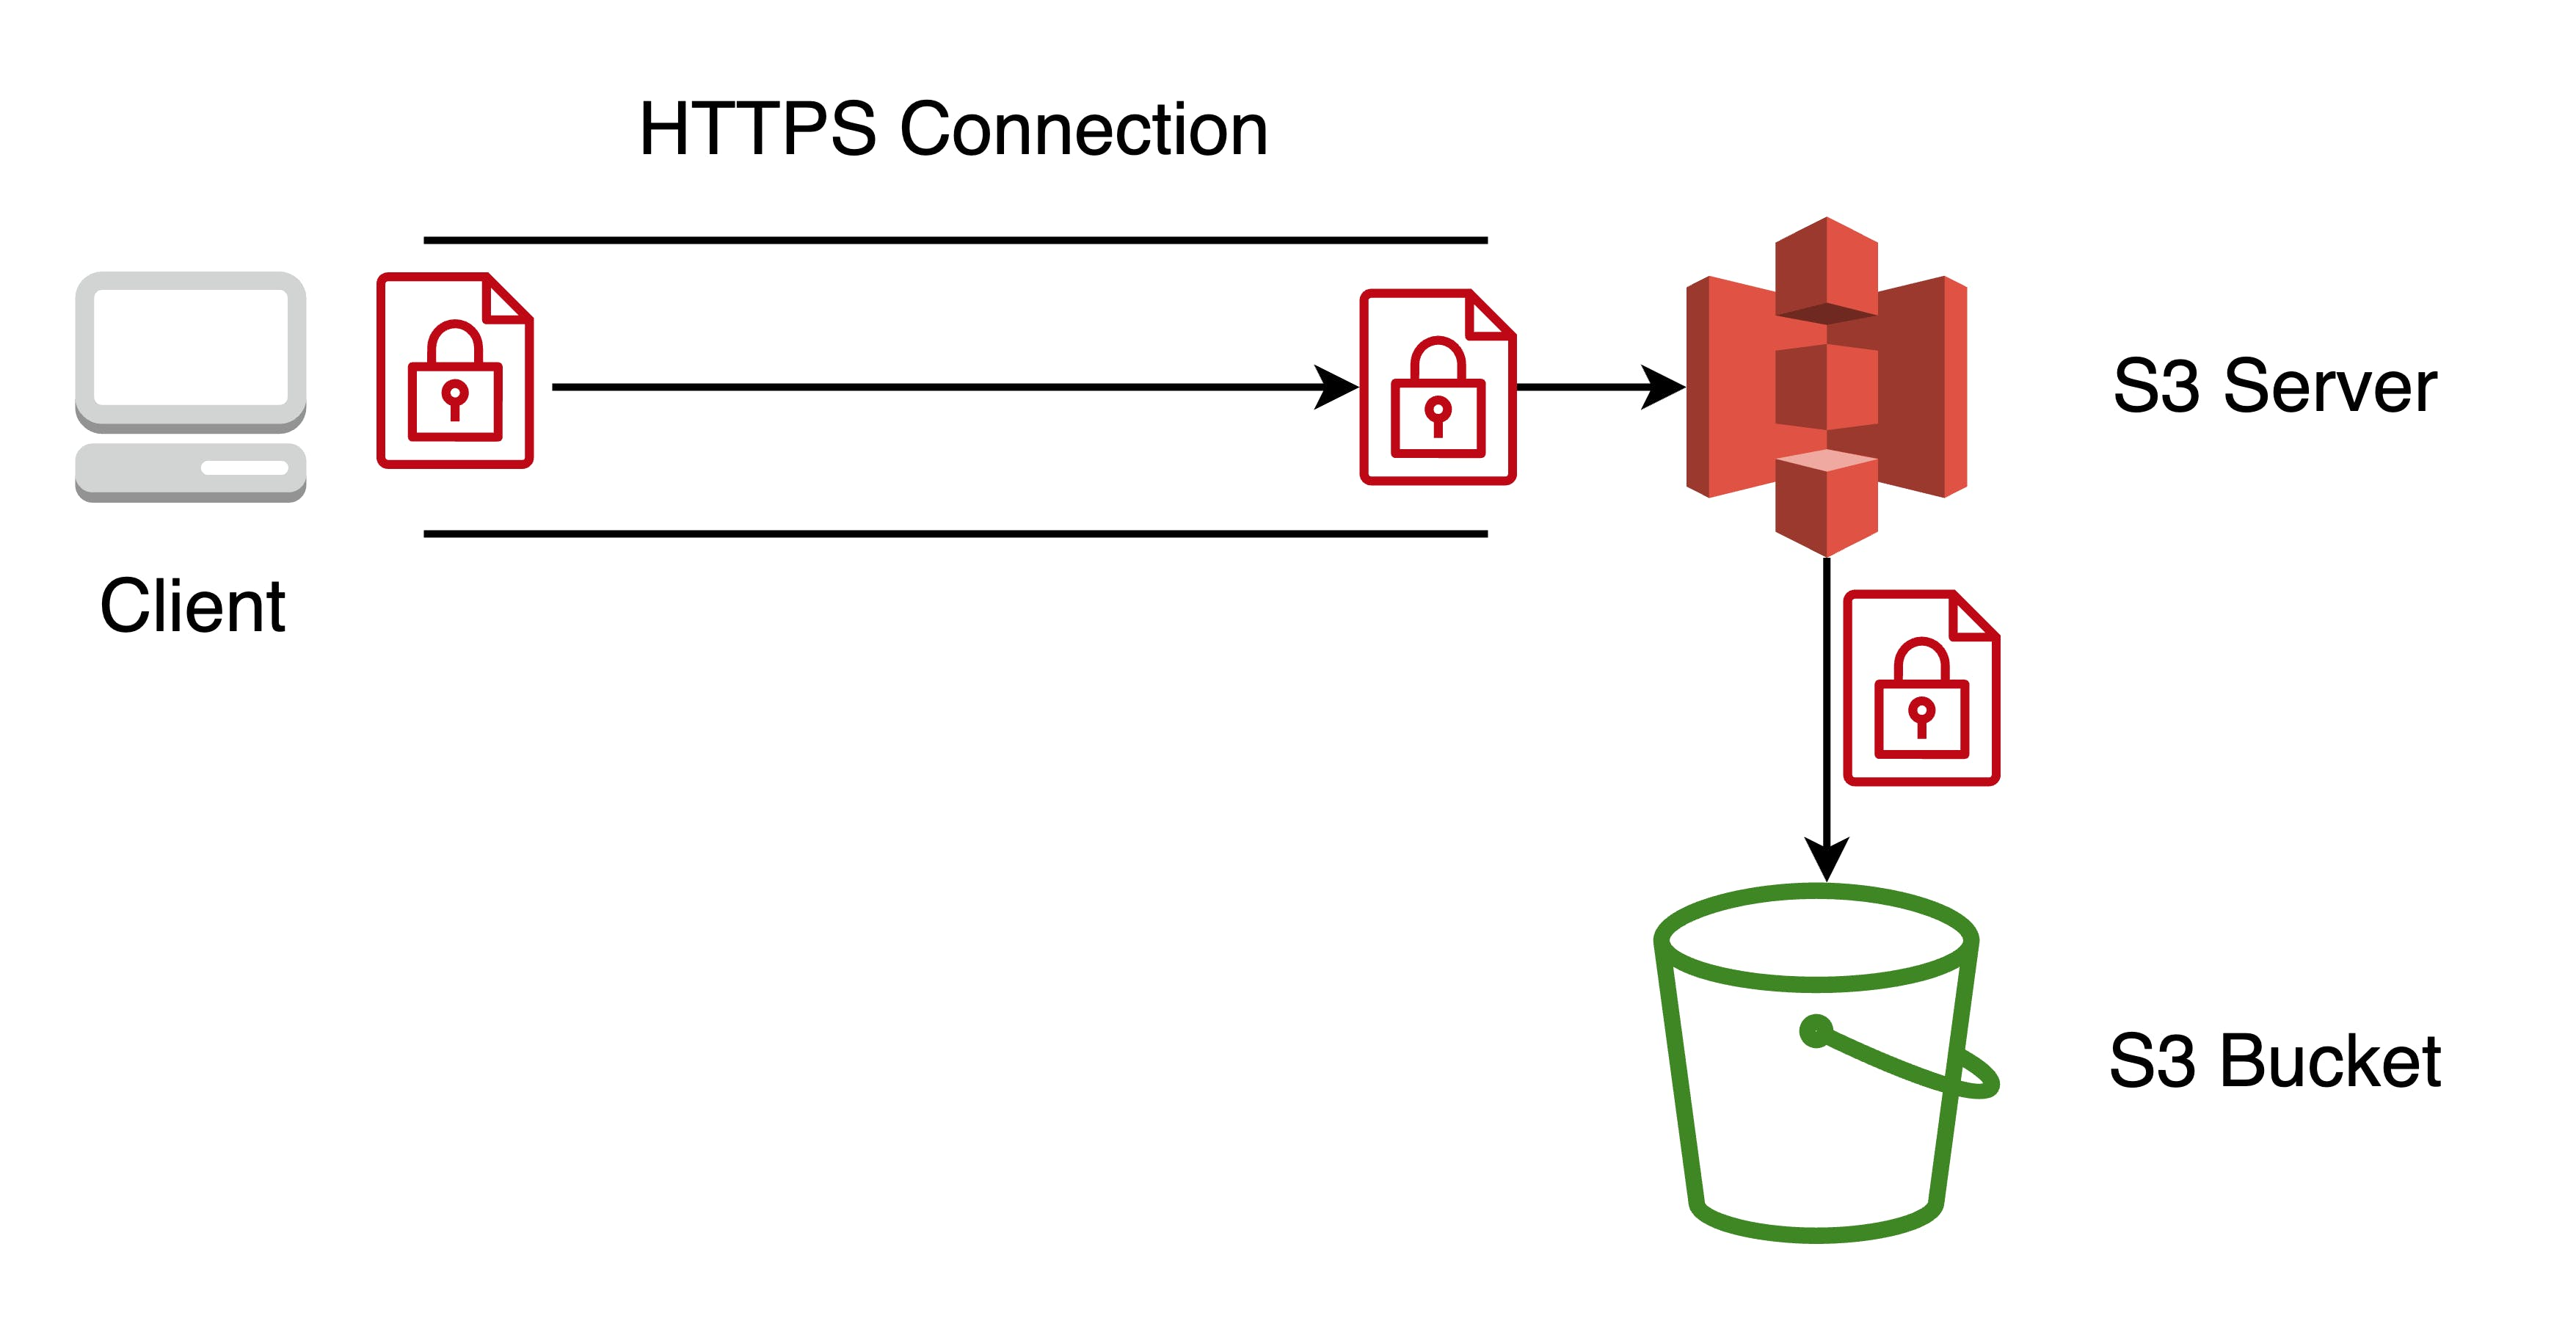 HTTPS Connection
Client
S3 Server
S3 Bucket